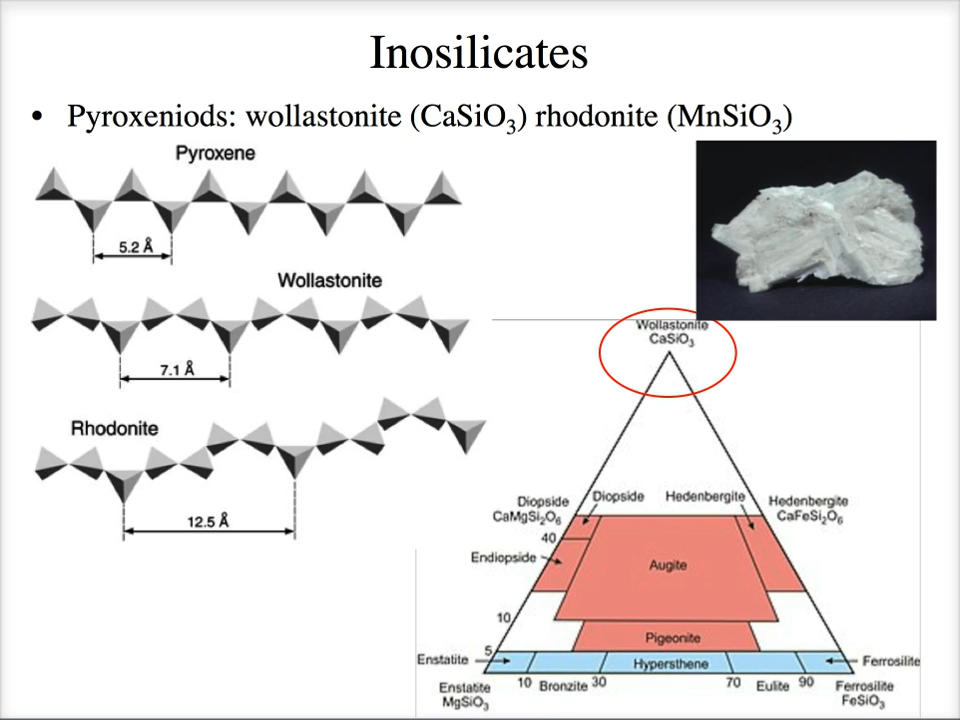 Inosilicates
• Pyroxeniods: wollastonite (CaSiO₃) rhodonite (MnSiO₃)
Pyroxene
5.2 Å
Wollastonite
7.1 Å
Rhodonite
12.5 Å
Wollastonite
CaSiO₃
Diopside
CaMgSi₂O₆
Diopside
Hedenbergite
Hedenbergite
CaFeSi₂O₆
40
Endiopside
Augite
10
Pigeonite
5
Enstatite
Hypersthene
Ferrosilite
Enstatite
MgSiO₃
10 Bronzite 30
70 Eulite 90
Ferrosilite
FeSiO₃